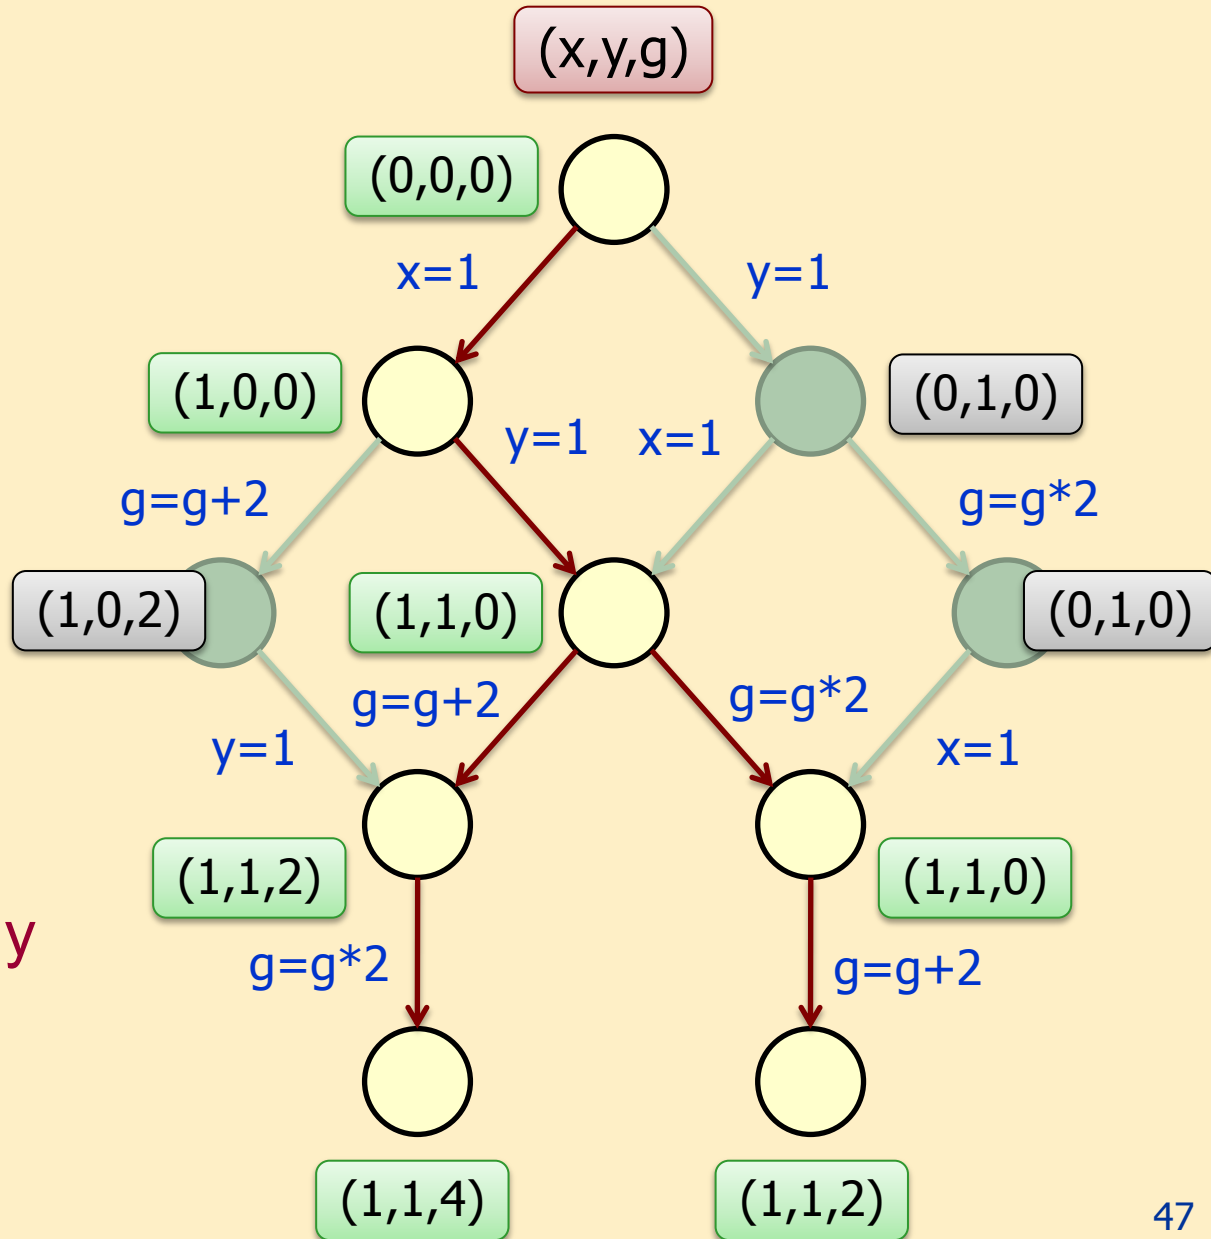 (x,y,g)
(0,0,0)
x=1
y=1
(1,0,0)
(0,1,0)
y=1
x=1
g=g+2
g=g*2
(1,0,2)
(1,1,0)
(0,1,0)
g=g+2
g=g*2
y=1
x=1
(1,1,2)
(1,1,0)
y
g=g*2
g=g+2
(1,1,4)
(1,1,2)
47